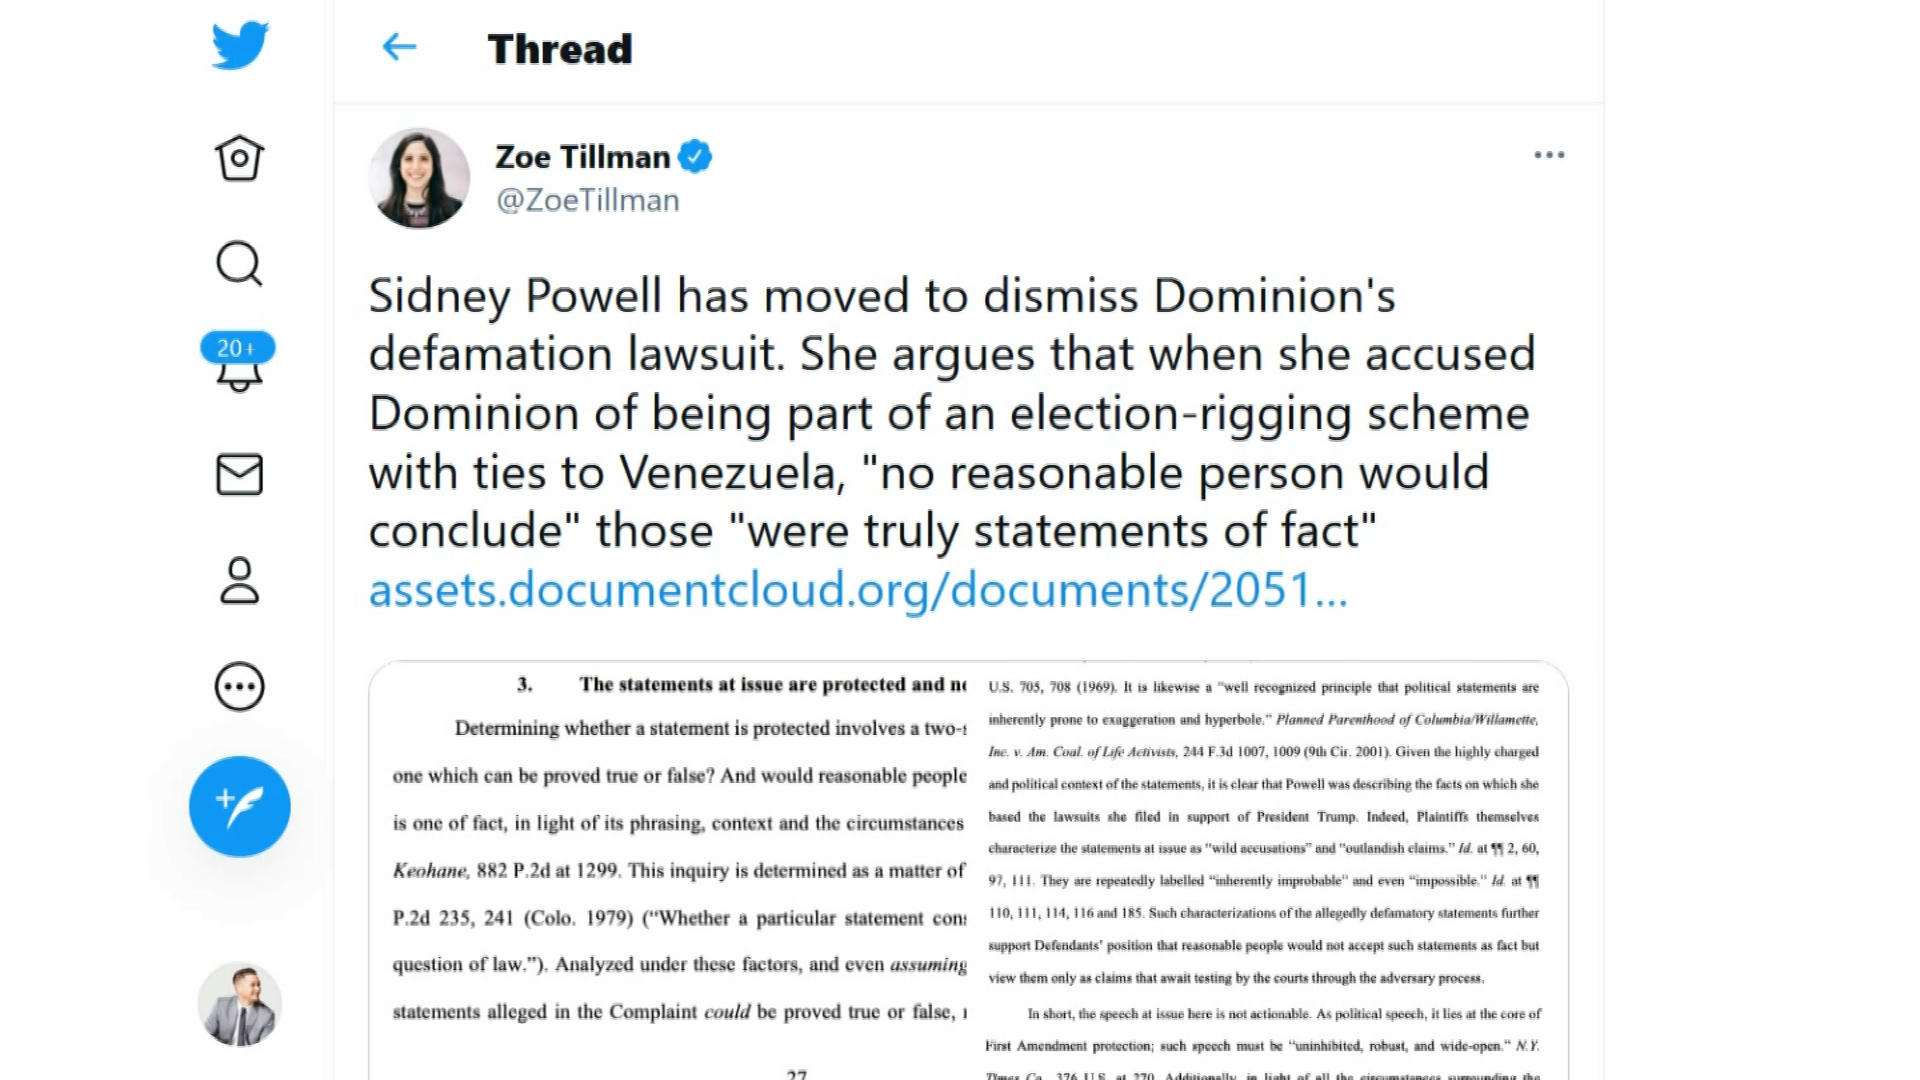 Thread
Zoe Tillman
@ZoeTillman
20+
Sidney Powell has moved to dismiss Dominion's
defamation lawsuit. She argues that when she accused
Dominion of being part of an election-rigging scheme
with ties to Venezuela, "no reasonable person would
conclude" those "were truly statements of fact"
assets.documentcloud.org/documents/2051...
3. The statements at issue are protected and
Determining whether a statement is protected involves a
one which can be proved true or false? And would reasonable people
is one of fact, in light of its phrasing, context and the circumstances
Keohane, 882 P.2d at 1299. This inquiry is determined as a matter of
P.2d 235, 241 (Colo. 1979) (“Whether a particular statement
question of law.”). Analyzed under these factors, and even assuming
statements alleged in the Complaint could be proved true or false,
27
U.S. 705, 708 (1969). It is likewise a “well recognized principle that political statements are
inherently prone to exaggeration and hyperbole.” Planned Parenthood of Columbia/Willamette,
Inc. v. Am. Coal. of Life Activists, 244 F.3d 1007, 1009 (9th Cir. 2001). Given the highly charged
and political context of the statements, it is clear that Powell was describing the facts on which she
based the lawsuits she filed in support of President Trump. Indeed, Plaintiffs themselves
characterize the statements at issue as “wild accusations” and “outlandish claims.” Id. at ¶¶ 2, 60,
97, 111. They are repeatedly labelled “inherently improbable” and even “impossible.” Id. at ¶¶
110, 111, 114, 116 and 185. Such characterizations of the allegedly defamatory statements further
support Defendants’ position that reasonable people would not accept such statements as fact but
view them only as claims that await testing by the courts through the adversary process.
In short, the speech at issue here is not actionable. As political speech, it lies at the core of
First Amendment protection; such speech must be “uninhibited, robust, and wide-open.” N.Y.
Times Co., 376 U.S. at 270. Additionally, in light of all the circumstances surrounding the